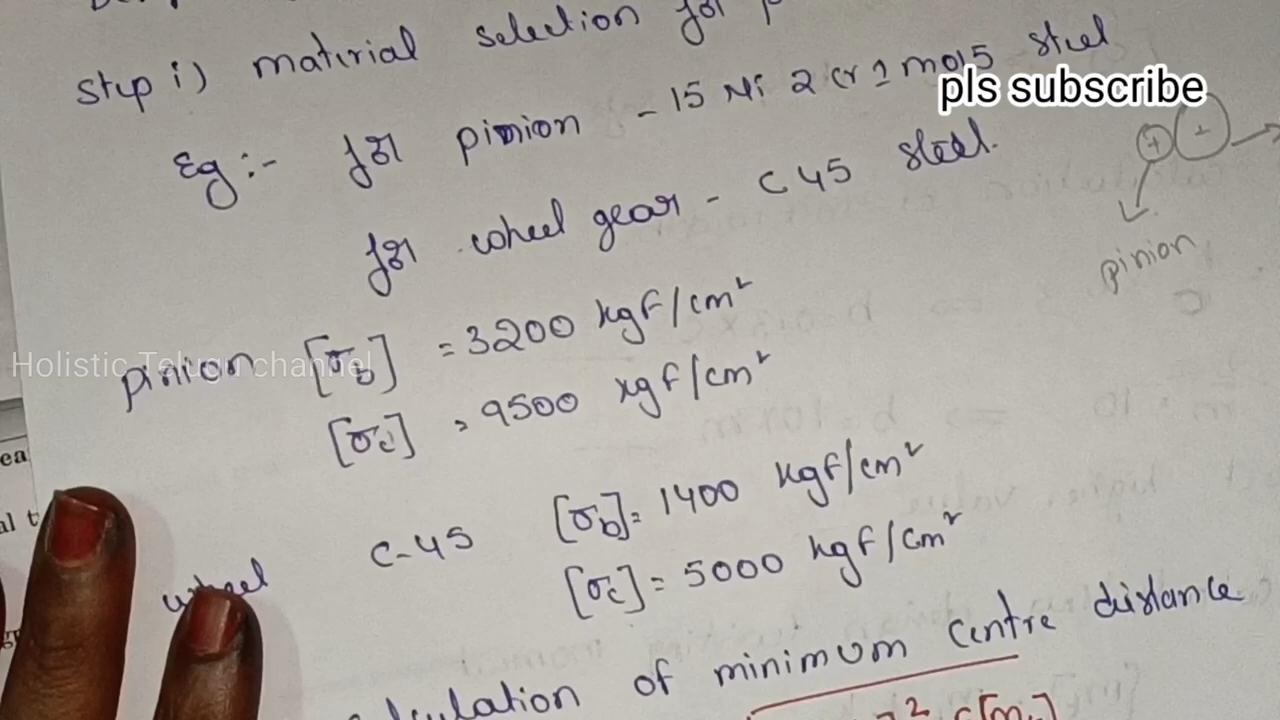 step i) material selection for
Eg:- for pinion - 15 Ni 2 Cr 1 mo15 steel
pls subscribe
for wheel gear - C 45 steel.
pinion
Holistic Telugu channel
pinion [σb] = 3200 kgf/cm²
[σc] = 9500 kgf/cm²
wheel C-45 [σb] = 1400 kgf/cm²
[σc] = 5000 kgf/cm²
of minimum centre distance